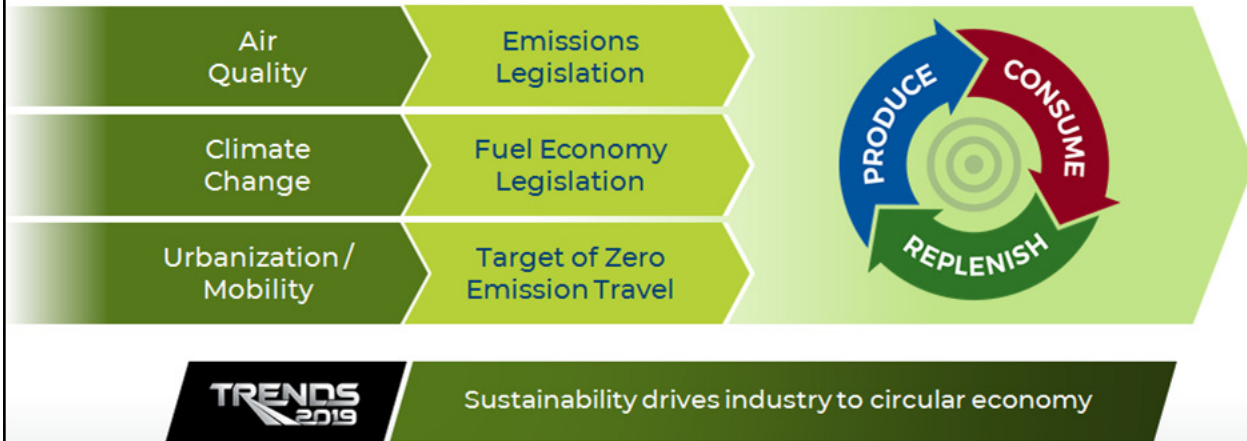 Air
Quality
Emissions
Legislation
Climate
Change
Fuel Economy
Legislation
Urbanization /
Mobility
Target of Zero
Emission Travel
PRODUCE
CONSUME
REPLENISH
TRENDS
2019
Sustainability drives industry to circular economy